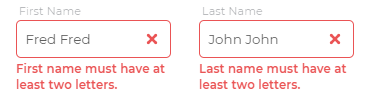 First Name
Last Name
Fred Fred
John John
First name must have at
least two letters.
Last name must have at
least two letters.